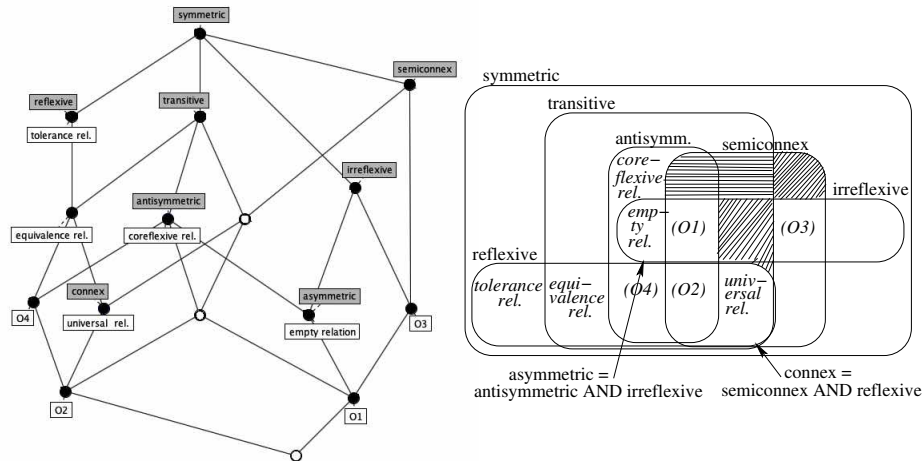 symmetric
semiconnex
reflexive
transitive
tolerance rel.
irreflexive
antisymmetric
equivalence rel.
coreflexive rel.
connex
asymmetric
O4
universal rel.
empty relation
O3
O2
O1
symmetric
transitive
antisymm.
semiconnex
core-
flexive
rel.
irreflexive
emp-
ty
rel.
(O1)
(O3)
reflexive
tolerance
rel.
equi-
valence
rel.
(O4)
(O2)
univ-
ersal
rel.
asymmetric =
antisymmetric AND irreflexive
connex =
semiconnex AND reflexive